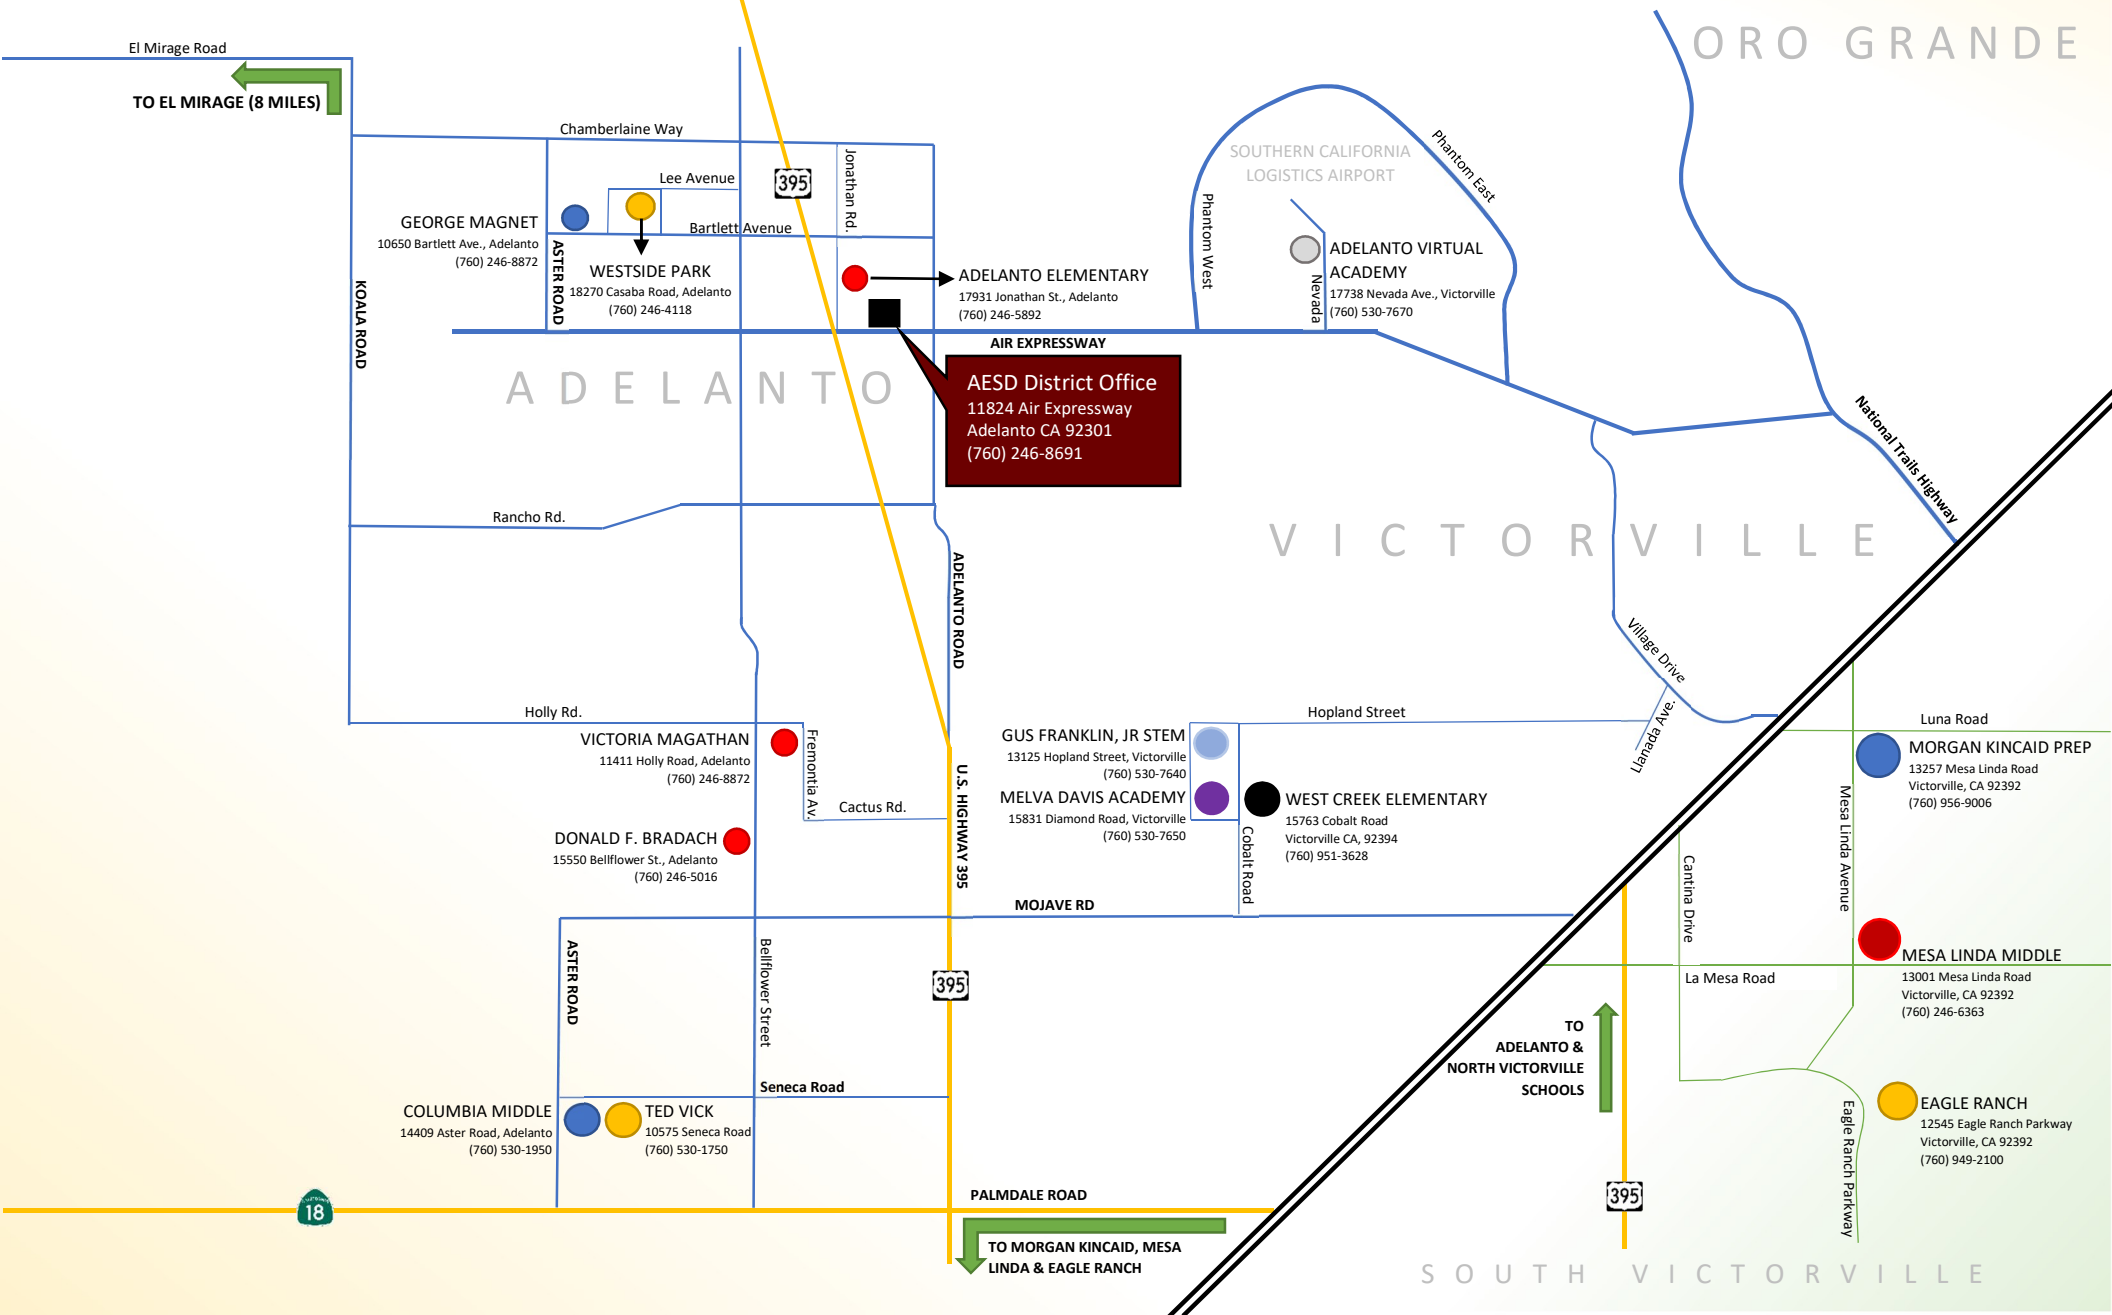 ORO GRANDE
El Mirage Road
TO EL MIRAGE (8 MILES)
Chamberlaine Way
Lee Avenue
395
Jonathan Rd.
Bartlett Avenue
GEORGE MAGNET
10650 Bartlett Ave., Adelanto
(760) 246-8872
ASTER ROAD
WESTSIDE PARK
18270 Casaba Road, Adelanto
(760) 246-4118
KOALA ROAD
ADELANTO ELEMENTARY
17931 Jonathan St., Adelanto
(760) 246-5892
SOUTHERN CALIFORNIA
LOGISTICS AIRPORT
Phantom West
Phantom East
Nevada
ADELANTO VIRTUAL
ACADEMY
17738 Nevada Ave., Victorville
(760) 530-7670
AIR EXPRESSWAY
ADELANTO
AESD District Office
11824 Air Expressway
Adelanto CA 92301
(760) 246-8691
National Trails Highway
VICTORVILLE
Rancho Rd.
ADELANTO ROAD
Village Drive
Llanada Ave.
Holly Rd.
VICTORIA MAGATHAN
11411 Holly Road, Adelanto
(760) 246-8872
Fremontia Av.
Cactus Rd.
DONALD F. BRADACH
15550 Bellflower St., Adelanto
(760) 246-5016
U.S. HIGHWAY 395
Hopland Street
GUS FRANKLIN, JR STEM
13125 Hopland Street, Victorville
(760) 530-7640
MELVA DAVIS ACADEMY
15831 Diamond Road, Victorville
(760) 530-7650
WEST CREEK ELEMENTARY
15763 Cobalt Road
Victorville CA, 92394
(760) 951-3628
Cobalt Road
MOJAVE RD
Luna Road
MORGAN KINCAID PREP
13257 Mesa Linda Road
Victorville, CA 92392
(760) 956-9006
Mesa Linda Avenue
Cantina Drive
MESA LINDA MIDDLE
13001 Mesa Linda Road
Victorville, CA 92392
(760) 246-6363
La Mesa Road
ASTER ROAD
Bellflower Street
395
TO
ADELANTO &
NORTH VICTORVILLE
SCHOOLS
Seneca Road
COLUMBIA MIDDLE
14409 Aster Road, Adelanto
(760) 530-1950
TED VICK
10575 Seneca Road
(760) 530-1750
EAGLE RANCH
12545 Eagle Ranch Parkway
Victorville, CA 92392
(760) 949-2100
Eagle Ranch Parkway
395
18
PALMDALE ROAD
TO MORGAN KINCAID, MESA
LINDA & EAGLE RANCH
SOUTH VICTORVILLE